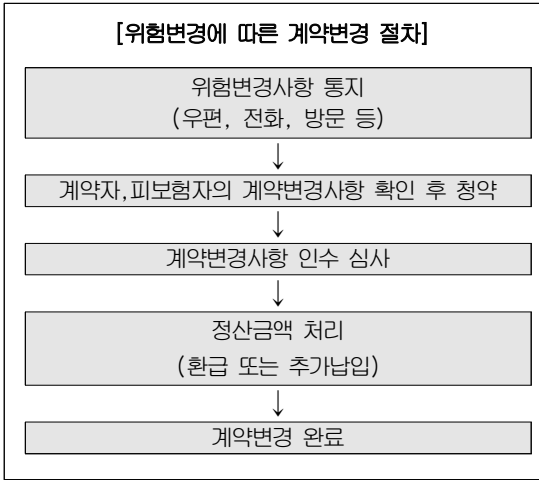 [위험변경에 따른 계약변경 절차]
위험변경사항 통지
(우편, 전화, 방문 등)
↓
계약자,피보험자의 계약변경사항 확인 후 청약
↓
계약변경사항 인수 심사
↓
정산금액 처리
(환급 또는 추가납입)
↓
계약변경 완료